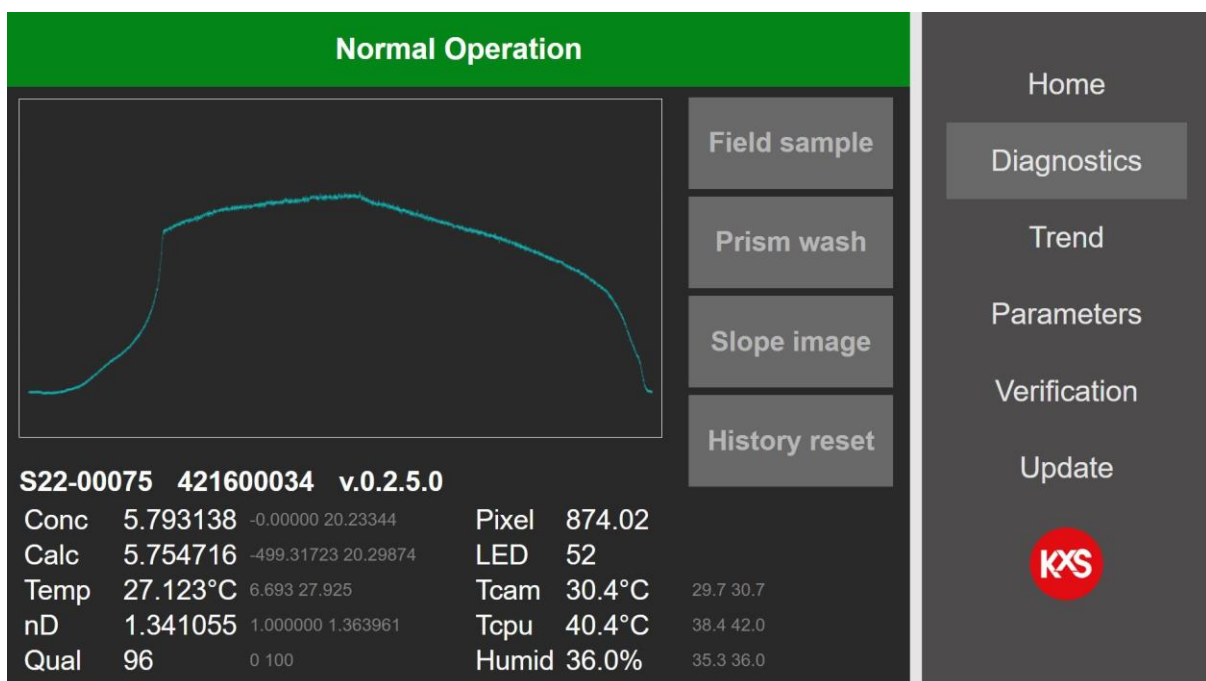 Normal Operation
Field sample
Prism wash
Slope image
History reset
S22-00075 421600034 v.0.2.5.0
Conc 5.793138 -0.00000 20.23344 Pixel 874.02
Calc 5.754716 -499.31723 20.29874 LED 52
Temp 27.123°C 6.693 27.925 Tcam 30.4°C 29.7 30.7
nD 1.341055 1.000000 1.363961 Tcpu 40.4°C 38.4 42.0
Qual 96 0 100 Humid 36.0% 35.3 36.0
Home
Diagnostics
Trend
Parameters
Verification
Update
KXS